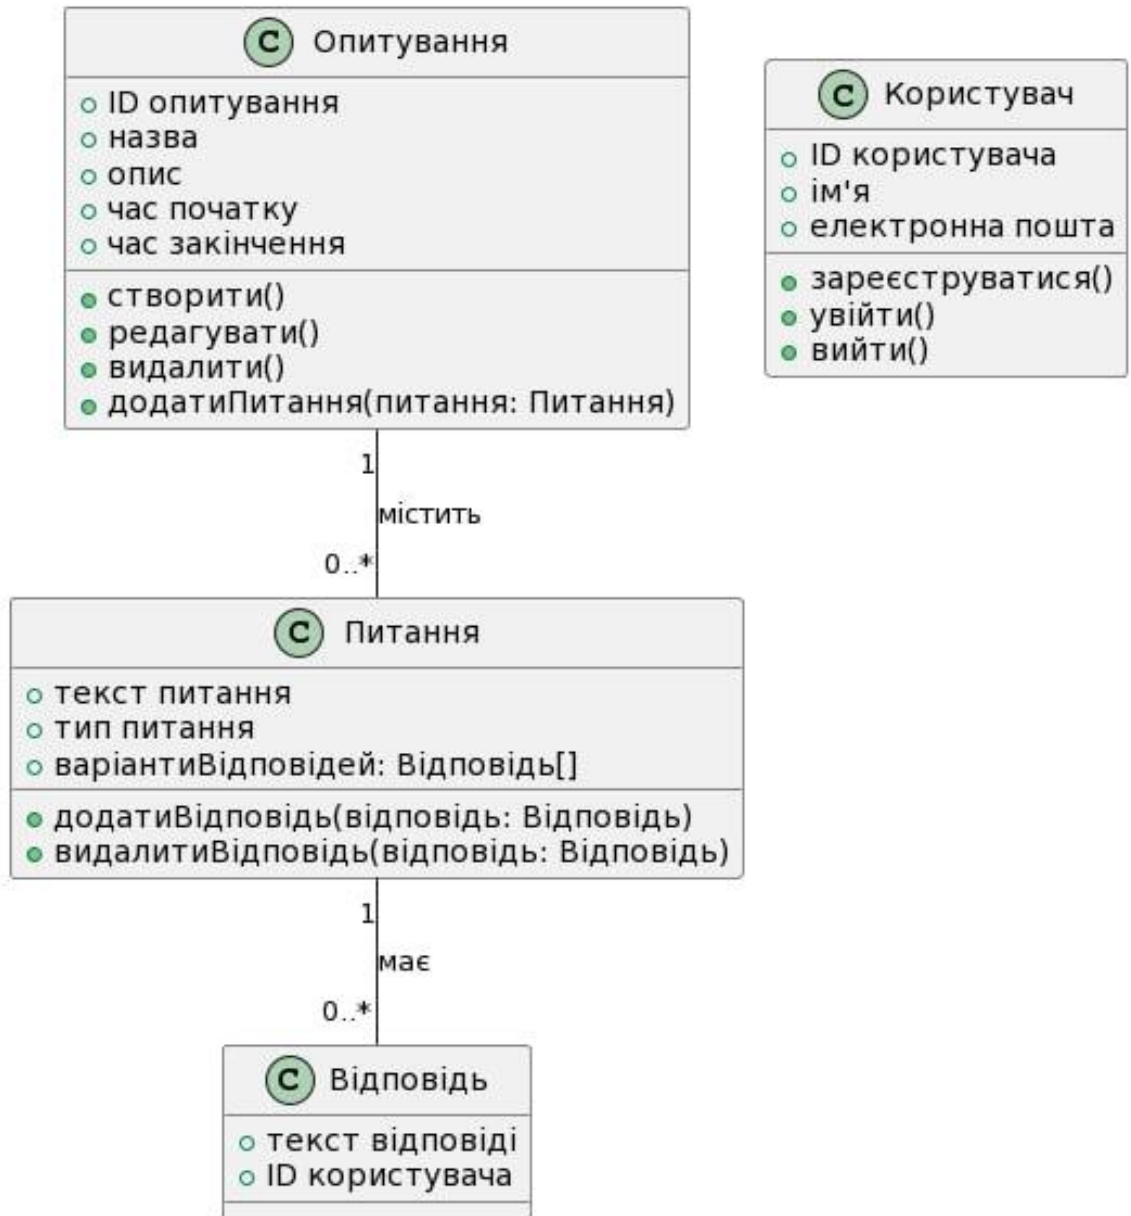 C Опитування
ID опитування
назва
опис
час початку
час закінчення
створити()
редагувати()
видалити()
додатиПитання(питання: Питання)
C Користувач
ID користувача
ім'я
електронна пошта
зареєструватися()
увійти()
вийти()
1
містить
0..*
C Питання
текст питання
тип питання
варіантиВідповідей: Відповідь[]
додатиВідповідь(відповідь: Відповідь)
видалитиВідповідь(відповідь: Відповідь)
1
має
0..*
C Відповідь
текст відповіді
ID користувача